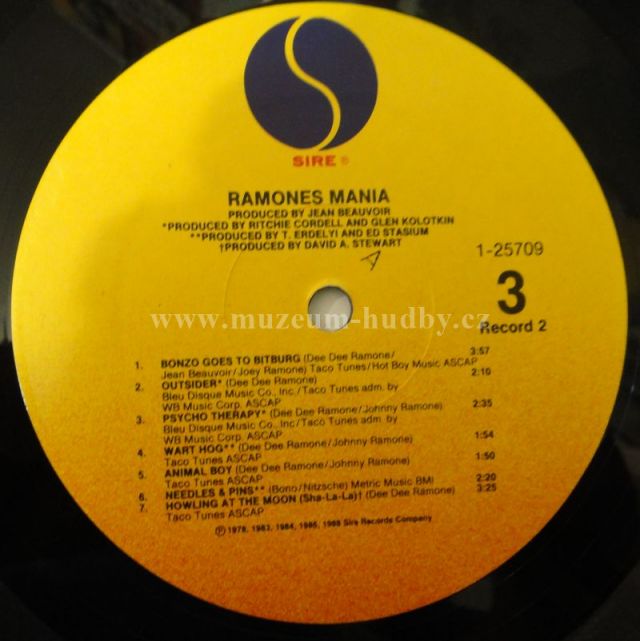 SIRE ®
RAMONES MANIA
PRODUCED BY JEAN BEAUVOIR
*PRODUCED BY RITCHIE CORDELL AND GLEN KOLOTKIN
**PRODUCED BY T. ERDELYI AND ED STASIUM
†PRODUCED BY DAVID A. STEWART
1-25709
3
Record 2
www.muzeum-hudby.cz
1. BONZO GOES TO BITBURG (Dee Dee Ramone/ 3:57
Jean Beauvoir/Joey Ramone) Taco Tunes/Hot Boy Music ASCAP
2. OUTSIDER* (Dee Dee Ramone) 2:10
Bleu Disque Music Co., Inc./Taco Tunes adm. by
WB Music Corp. ASCAP
3. PSYCHO THERAPY* (Dee Dee Ramone/Johnny Ramone) 2:35
Bleu Disque Music Co., Inc/Taco Tunes adm. by
WB Music Corp. ASCAP
4. WART HOG** (Dee Dee Ramone/Johnny Ramone) 1:54
Taco Tunes ASCAP
5. ANIMAL BOY (Dee Dee Ramone/Johnny Ramone) 1:50
Taco Tunes ASCAP
6. NEEDLES & PINS** (Bono/Nitzsche) Metric Music BMI 2:20
7. HOWLING AT THE MOON (Sha-La-La)† (Dee Dee Ramone) 3:25
Taco Tunes ASCAP
℗ 1978, 1983, 1984, 1985, 1988 Sire Records Company